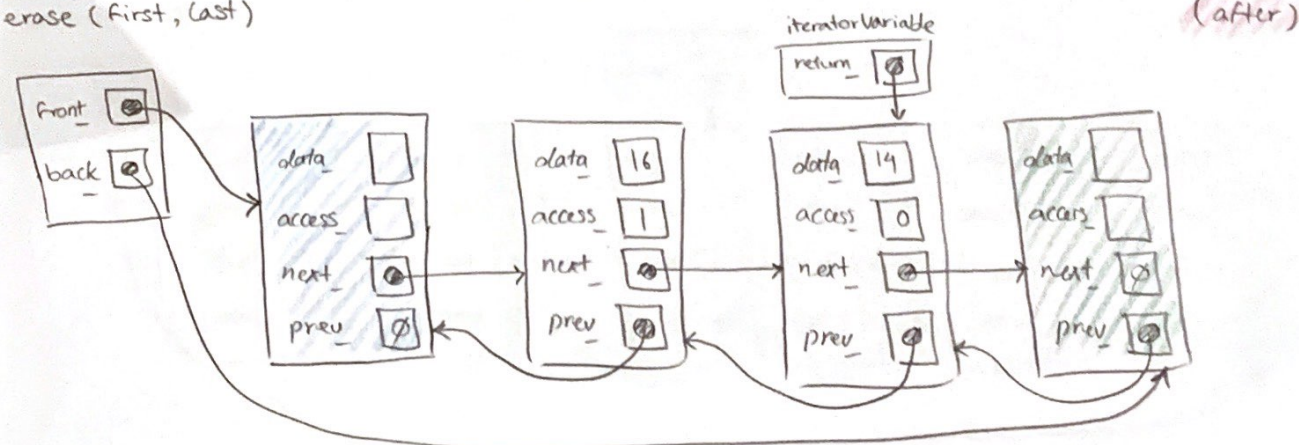 erase (first, last)
(after)
iteratorVariable
return_
front_
back_
data_
access_
next_
prev_ ∅
data_ 16
access_ 1
next_
prev_
data_ 14
access_ 0
next_
prev_
data_
access_
next_ ∅
prev_